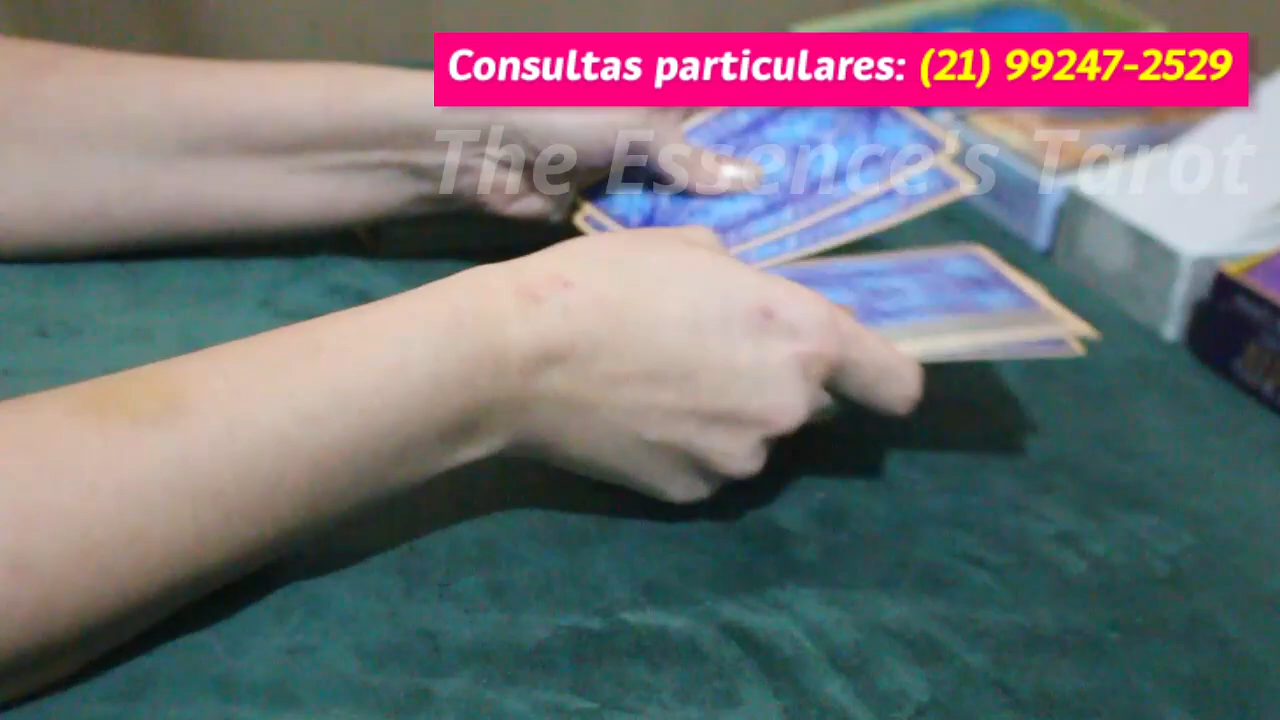 Consultas particulares: (21) 99247-2529
The Essence's Tarot